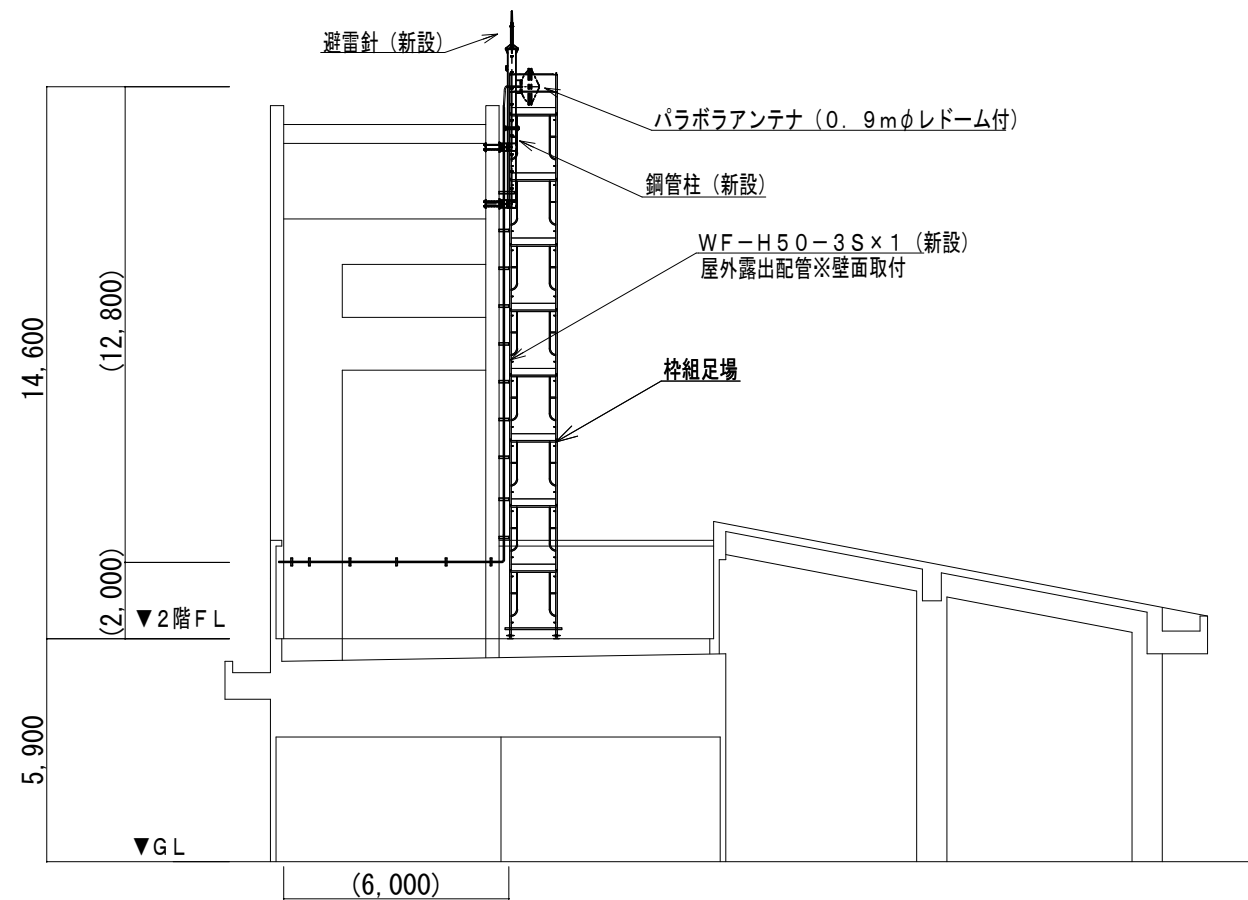 避雷針（新設）
パラボラアンテナ（０．９ｍφレドーム付）
鋼管柱（新設）
ＷＦ－Ｈ５０－３Ｓ×１（新設）
屋外露出配管※壁面取付
枠組足場
14,600
(12,800)
(2,000)
▼２階ＦＬ
5,900
▼ＧＬ
(6,000)